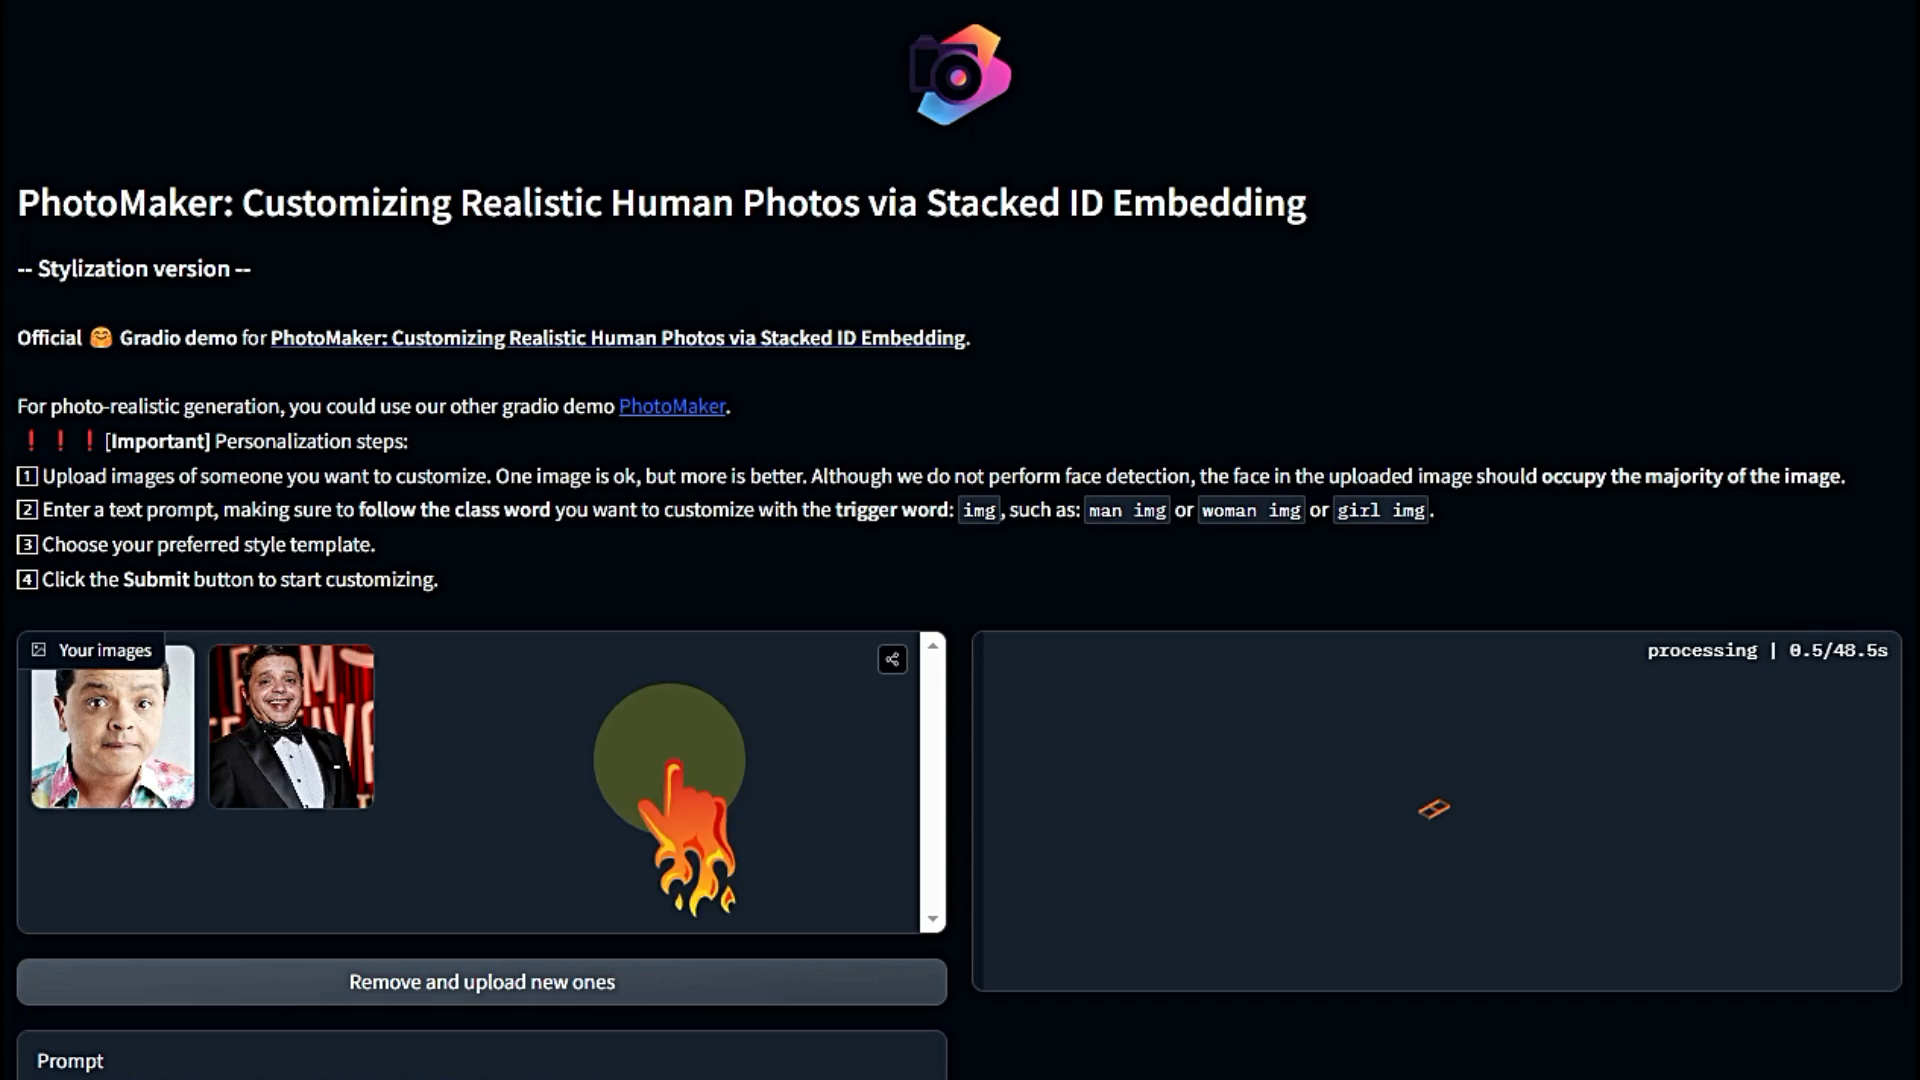 PhotoMaker: Customizing Realistic Human Photos via Stacked ID Embedding
-- Stylization version --
Official 🤗 Gradio demo for PhotoMaker: Customizing Realistic Human Photos via Stacked ID Embedding.
For photo-realistic generation, you could use our other gradio demo PhotoMaker.
❗❗❗[Important] Personalization steps:
1️⃣ Upload images of someone you want to customize. One image is ok, but more is better. Although we do not perform face detection, the face in the uploaded image should occupy the majority of the image.
2️⃣ Enter a text prompt, making sure to follow the class word you want to customize with the trigger word: img, such as: man img or woman img or girl img.
3️⃣ Choose your preferred style template.
4️⃣ Click the Submit button to start customizing.
Your images
processing | 0.5/48.5s
Remove and upload new ones
Prompt